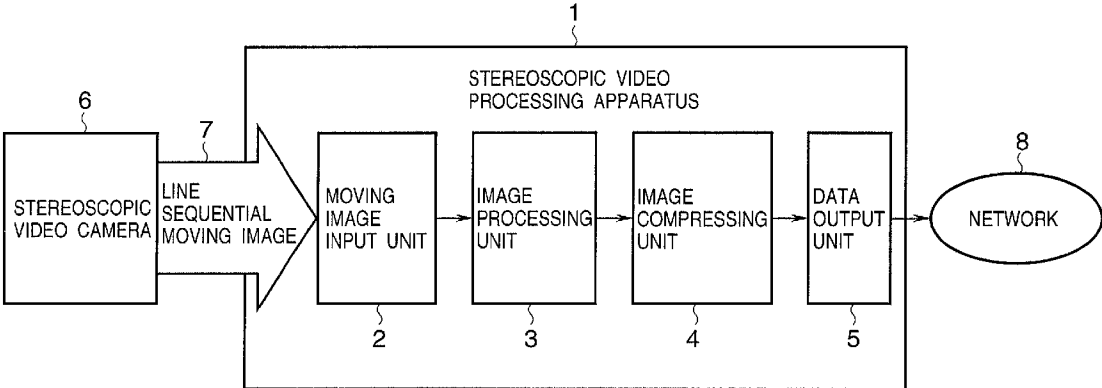 1
STEREOSCOPIC VIDEO
PROCESSING APPARATUS
6
7
8
STEREOSCOPIC
VIDEO CAMERA
LINE
SEQUENTIAL
MOVING IMAGE
MOVING
IMAGE
INPUT UNIT
IMAGE
PROCESSING
UNIT
IMAGE
COMPRESSING
UNIT
DATA
OUTPUT
UNIT
NETWORK
2
3
4
5